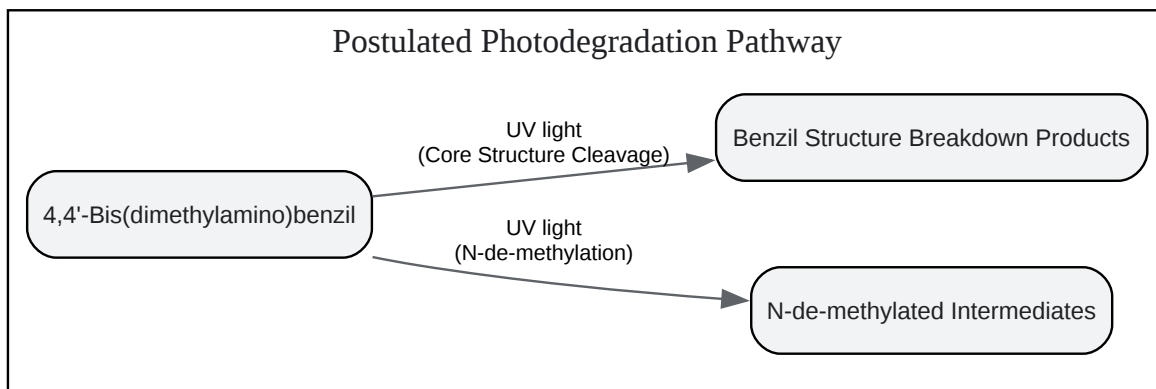 Postulated Photodegradation Pathway
UV light
(Core Structure Cleavage)
Benzil Structure Breakdown Products
4,4'-Bis(dimethylamino)benzil
UV light
(N-de-methylation)
N-de-methylated Intermediates